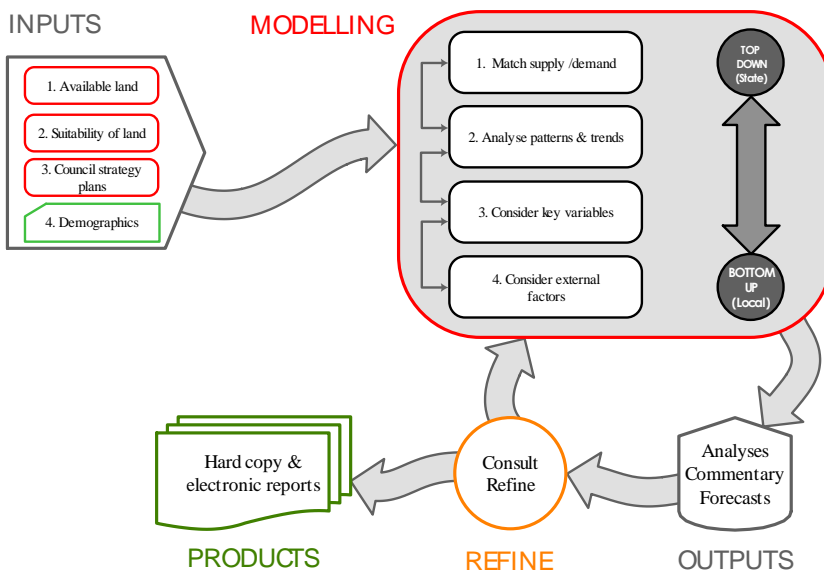 INPUTS
1. Available land
2. Suitability of land
3. Council strategy
plans
4. Demographics
MODELLING
1. Match supply /demand
2. Analyse patterns & trends
3. Consider key variables
4. Consider external
factors
TOP
DOWN
(State)
BOTTOM
UP
(Local)
Analyses
Commentary
Forecasts
OUTPUTS
Consult
Refine
REFINE
Hard copy &
electronic reports
PRODUCTS